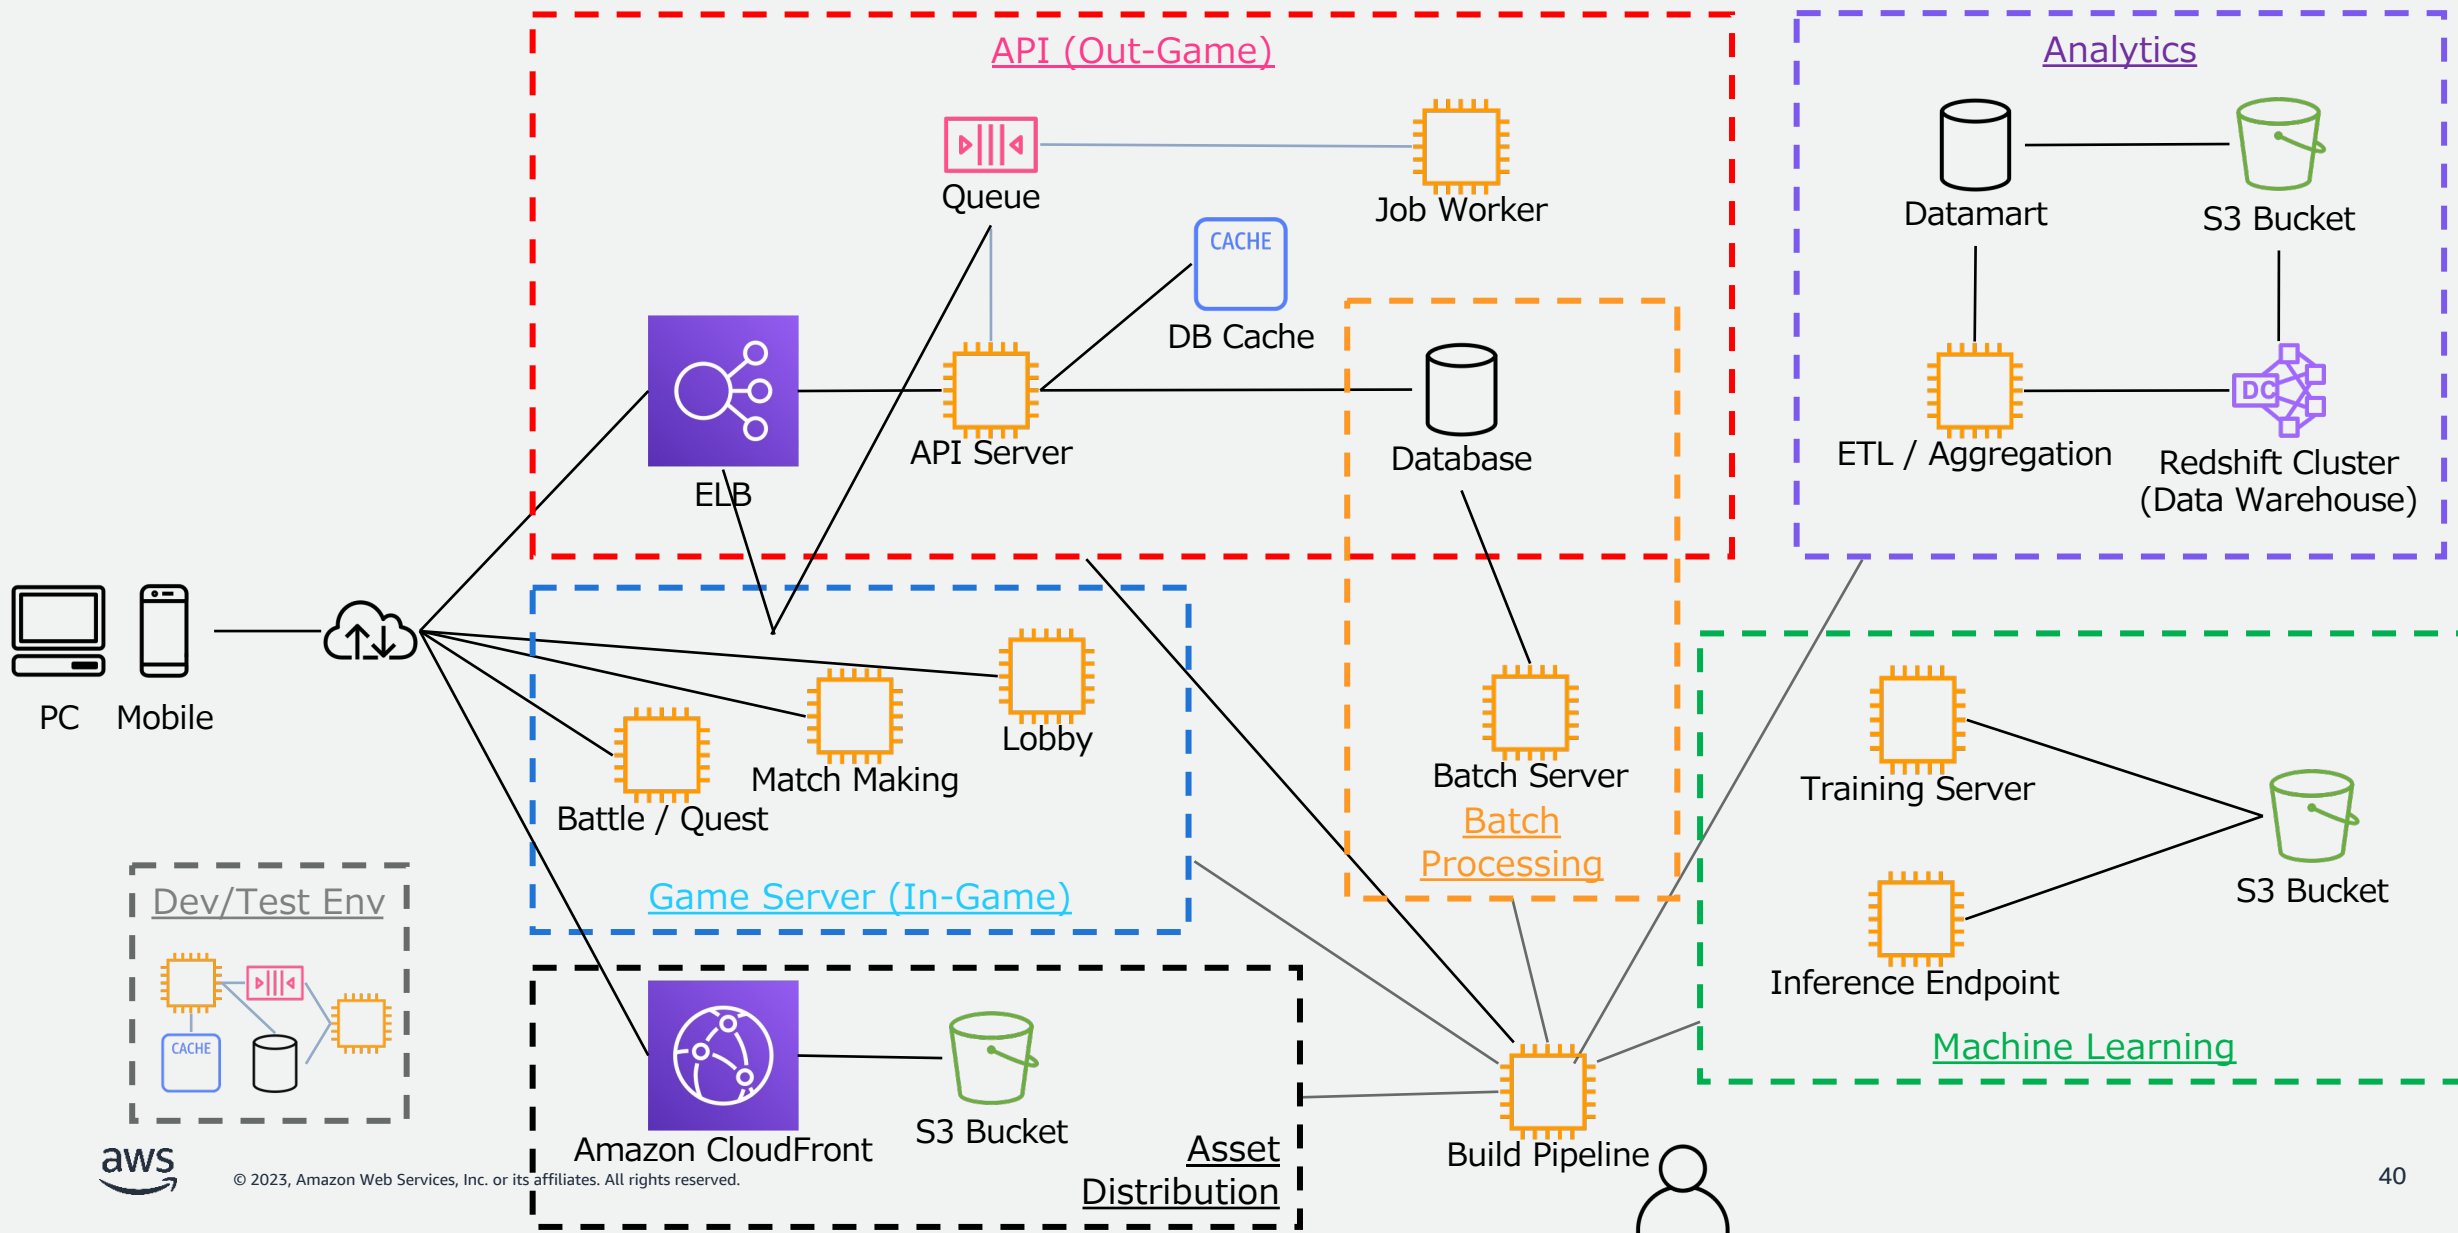 API (Out-Game)
Analytics
Queue
Job Worker
CACHE
DB Cache
Datamart
S3 Bucket
ELB
API Server
Database
ETL / Aggregation
DC
Redshift Cluster
(Data Warehouse)
PC
Mobile
Lobby
Match Making
Battle / Quest
Game Server (In-Game)
Batch Server
Batch
Processing
Training Server
S3 Bucket
Inference Endpoint
Machine Learning
Dev/Test Env
CACHE
Amazon CloudFront
S3 Bucket
Asset
Distribution
Build Pipeline
aws
© 2023, Amazon Web Services, Inc. or its affiliates. All rights reserved.
40